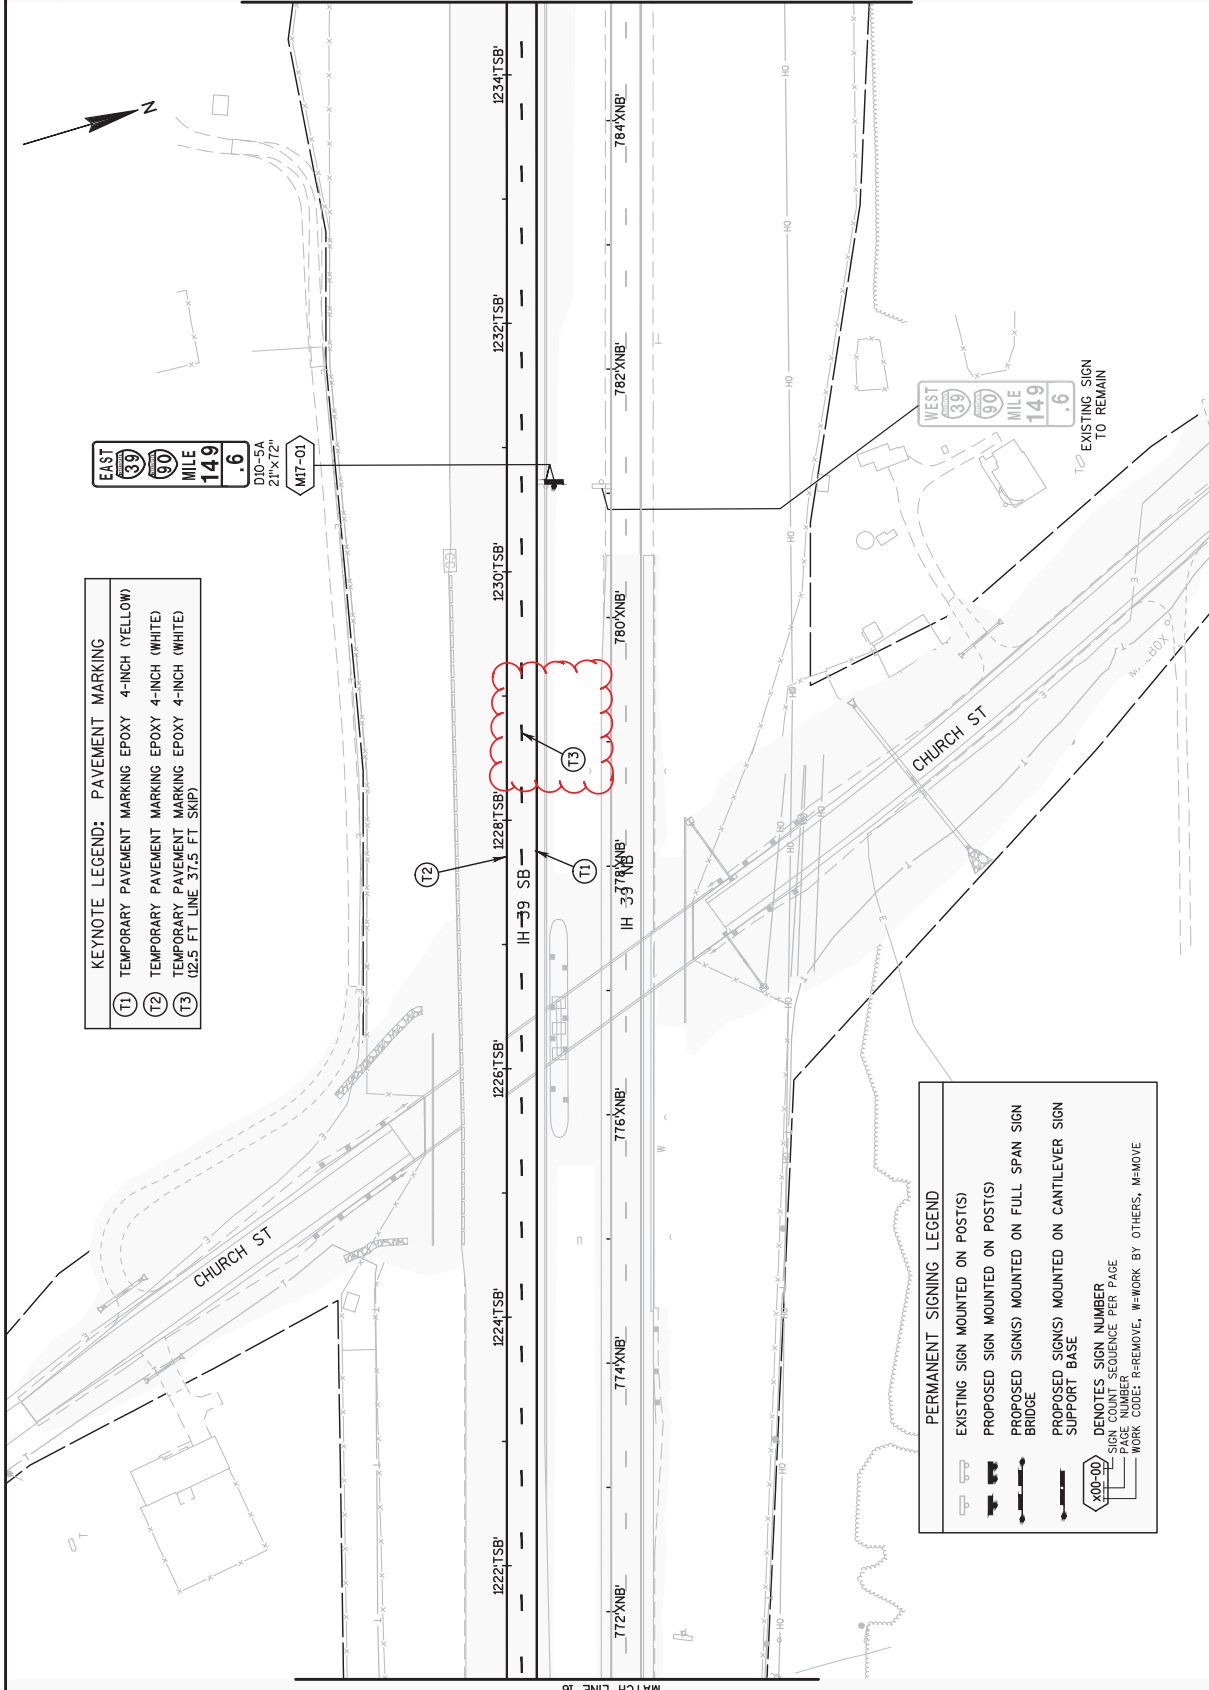 KEYNOTE LEGEND: PAVEMENT MARKING
T1 TEMPORARY PAVEMENT MARKING EPOXY 4-INCH (YELLOW)
T2 TEMPORARY PAVEMENT MARKING EPOXY 4-INCH (WHITE)
T3 TEMPORARY PAVEMENT MARKING EPOXY 4-INCH (WHITE)
(12.5 FT LINE 37.5 FT SKIP)
EAST
39
90
MILE
149
.6
D10-5A
21"x72"
M17-01
N
CHURCH ST
1222'TSB'
1224'TSB'
1226'TSB'
1228'TSB'
1230'TSB'
1232'TSB'
1234'TSB'
T2
IH 39 SB
T1
T3
772'XNB'
774'XNB'
776'XNB'
778'XNB'
780'XNB'
782'XNB'
784'XNB'
IH 39 NB
CHURCH ST
WEST
39
90
MILE
149
.6
EXISTING SIGN
TO REMAIN
PERMANENT SIGNING LEGEND
EXISTING SIGN MOUNTED ON POST(S)
PROPOSED SIGN MOUNTED ON POST(S)
PROPOSED SIGN(S) MOUNTED ON FULL SPAN SIGN
BRIDGE
PROPOSED SIGN(S) MOUNTED ON CANTILEVER SIGN
SUPPORT BASE
X00-00 DENOTES SIGN NUMBER
SIGN COUNT SEQUENCE PER PAGE
PAGE NUMBER
WORK CODE: R=REMOVE, W=WORK BY OTHERS, M=MOVE
MATCH LINE 16